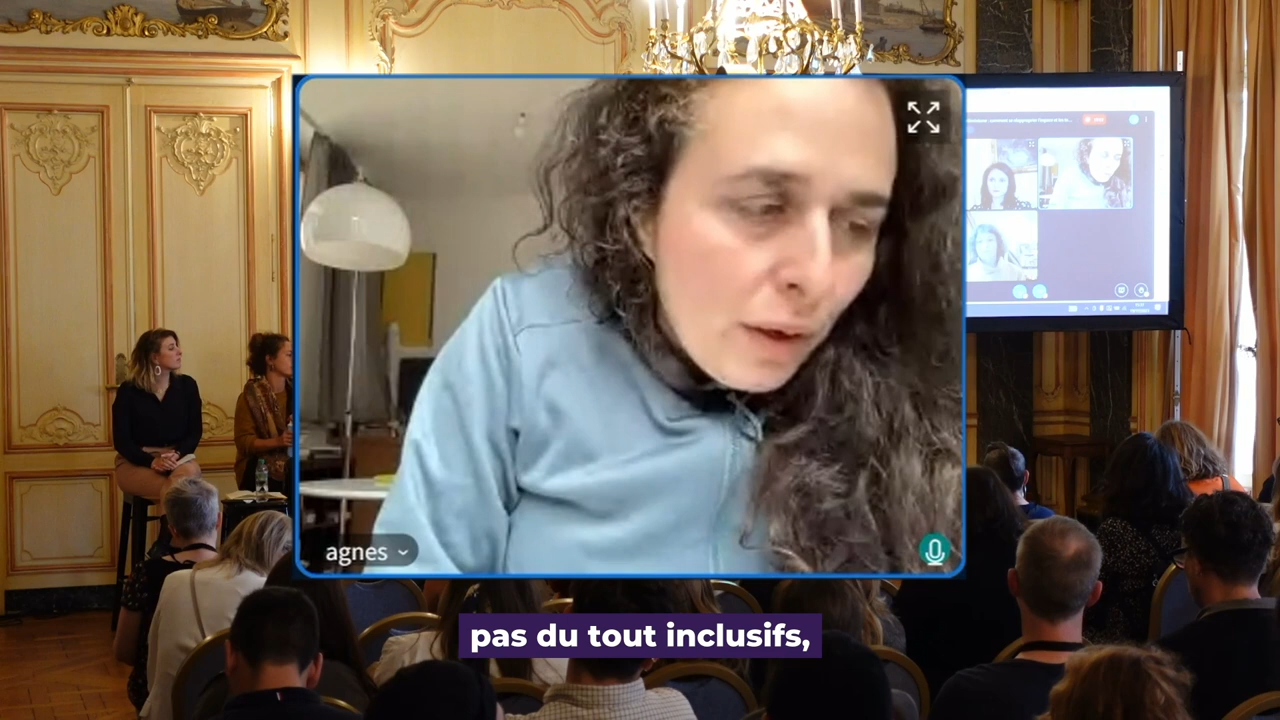 agnes
pas du tout inclusifs,